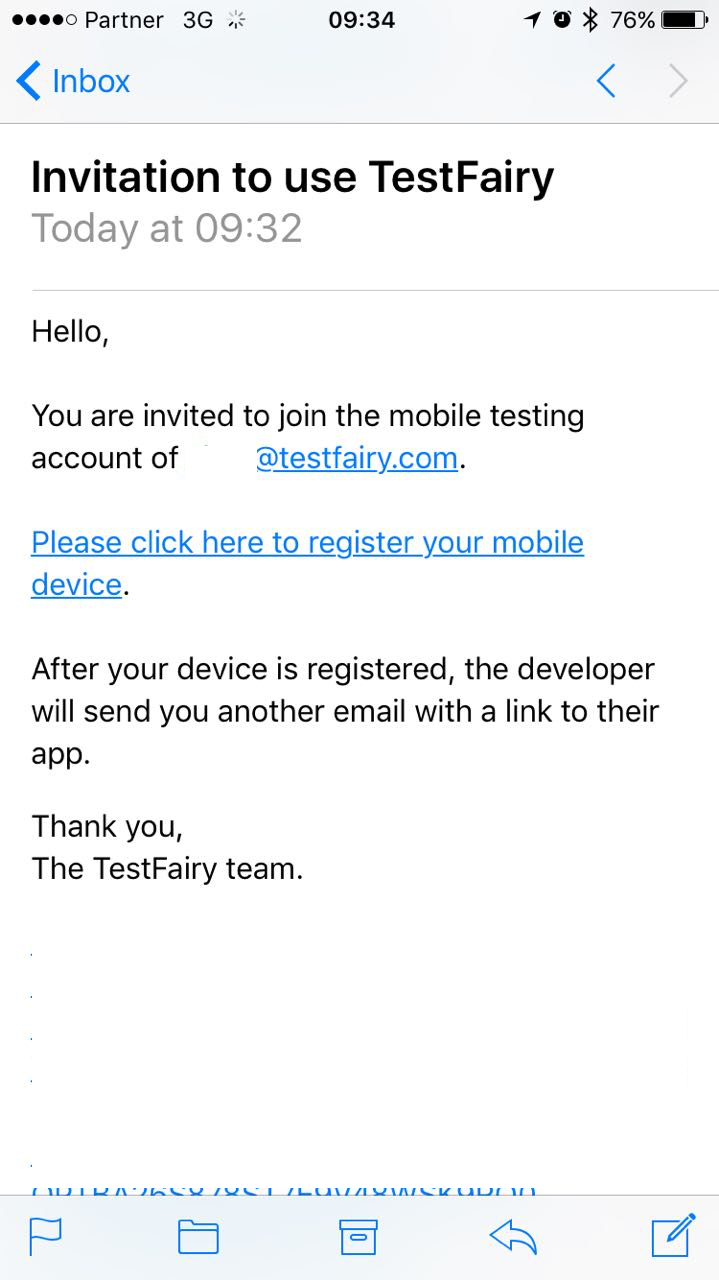 Partner 3G 09:34 76%
Inbox
Invitation to use TestFairy
Today at 09:32
Hello,
You are invited to join the mobile testing
account of @testfairy.com.
Please click here to register your mobile
device.
After your device is registered, the developer
will send you another email with a link to their
app.
Thank you,
The TestFairy team.